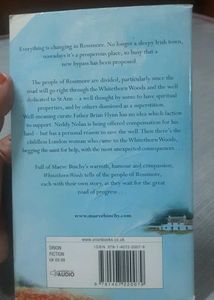 Everything is changing in Rossmore. No longer a sleepy Irish town,
nowadays it's a prosperous place, so busy that a
new bypass has been proposed.
The people of Rossmore are divided, particularly since the
road will go right through the Whitethorn Woods and the well
dedicated to St Ann – a well thought by some to have spiritual
properties, and by others dismissed as a superstition.
Well-meaning curate Father Brian Flynn has no idea which faction
to support. Neddy Nolan is being offered compensation for his
land – but has a personal reason to save the well. Then there's the
childless London woman who came to the Whitethorn Woods,
begging the saint for help, with the most unexpected consequences.
Full of Maeve Binchy's warmth, humour and compassion,
Whitethorn Woods tells of the people of Rossmore,
each with their own story, as they wait for the great
road of progress . . .
www.maevebinchy.com
www.orionbooks.co.uk
ORION
FICTION
AUDIO